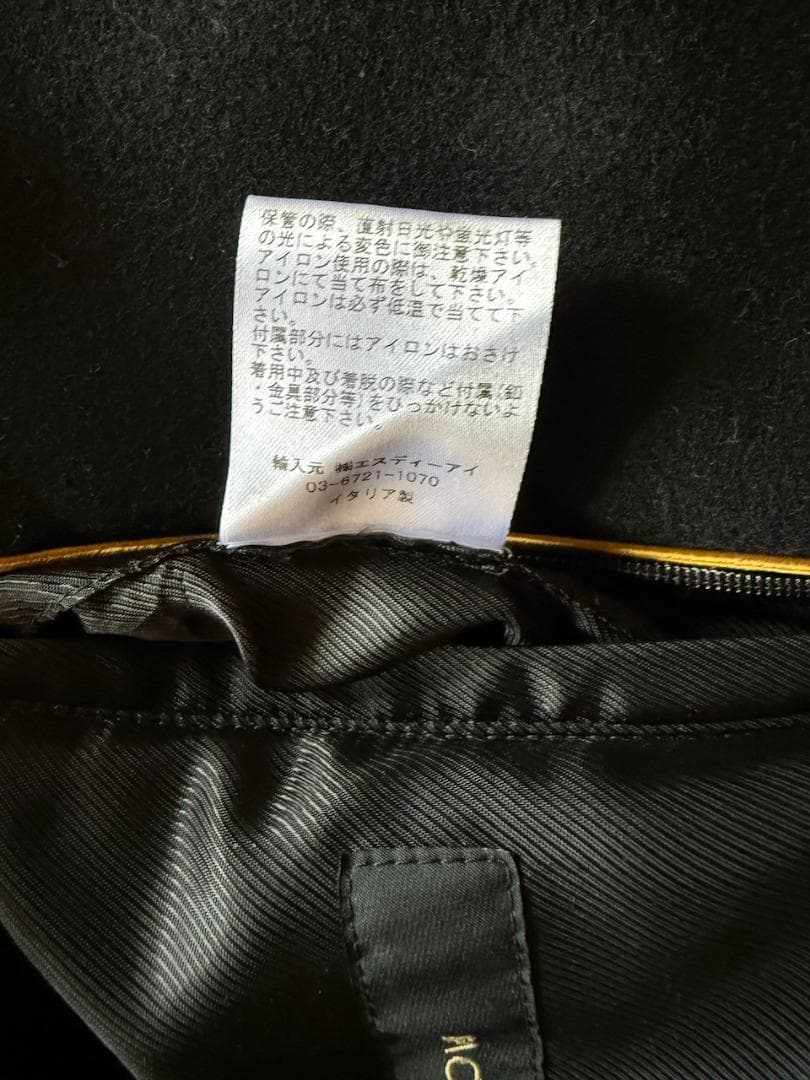 保管の際、直射日光や蛍光灯等
の光による変色に御注意下さい。
アイロン使用の際は、乾燥アイ
ロンにて当て布をして下さい。
アイロンは必ず低温で当てて下
さい。
付属部分にはアイロンはおさけ
下さい。
着用中及び着脱の際など付属(釦
・金具部分等)をひっかけないよ
うご注意下さい。
輸入元 ㈱エスディーアイ
03-6721-1070
イタリア製